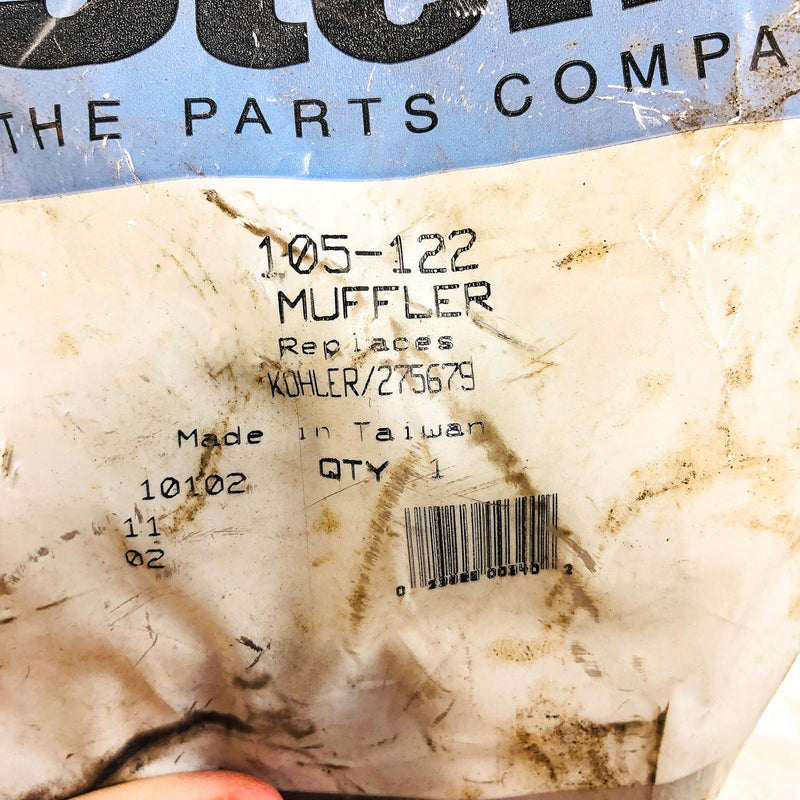 THE PARTS COMPA
105-122
MUFFLER
Replaces
KOHLER/275679
Made in Taiwan
10102 QTY 1
11
02